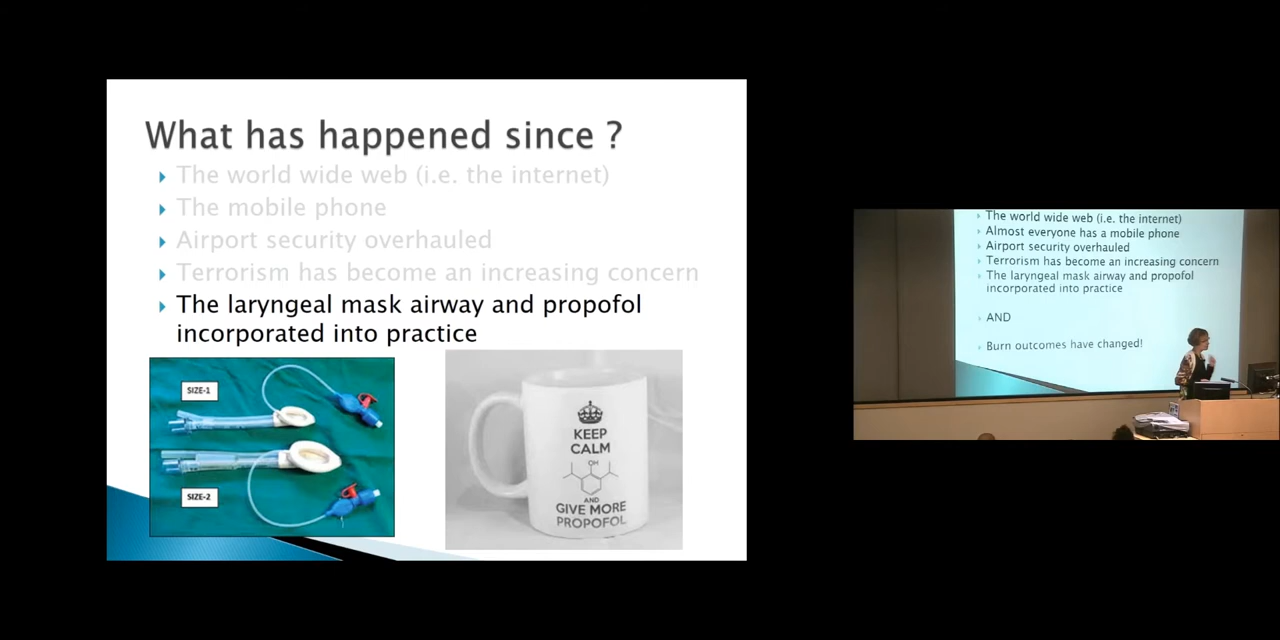 What has happened since ?
The world wide web (i.e. the internet)
The mobile phone
Airport security overhauled
Terrorism has become an increasing concern
The laryngeal mask airway and propofol
incorporated into practice
SIZE-1
SIZE-2
KEEP
CALM
OH
AND
GIVE MORE
PROPOFOL
The world wide web (i.e. the internet)
Almost everyone has a mobile phone
Airport security overhauled
Terrorism has become an increasing concern
The laryngeal mask airway and propofol
incorporated into practice
AND
Burn outcomes have changed!